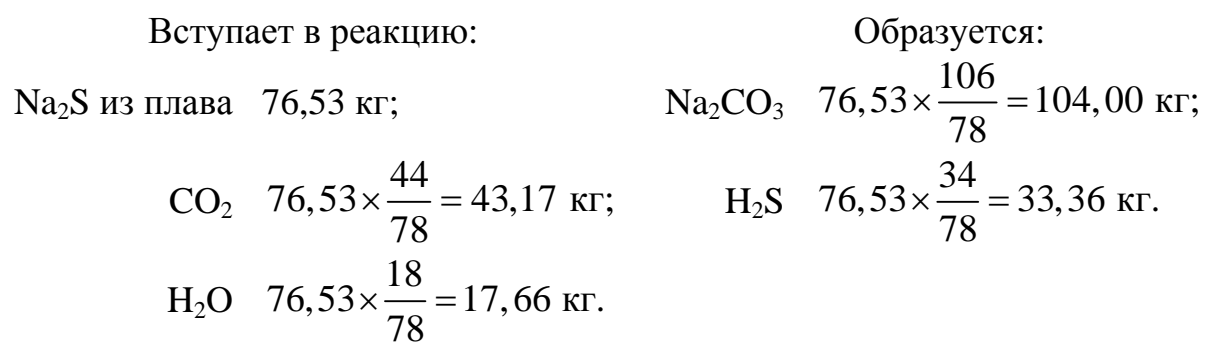 Вступает в реакцию: Образуется:
Na₂S из плава 76,53 кг; Na₂CO₃ 76,53×106/78=104,00 кг;
CO₂ 76,53×44/78=43,17 кг; H₂S 76,53×34/78=33,36 кг.
H₂O 76,53×18/78=17,66 кг.